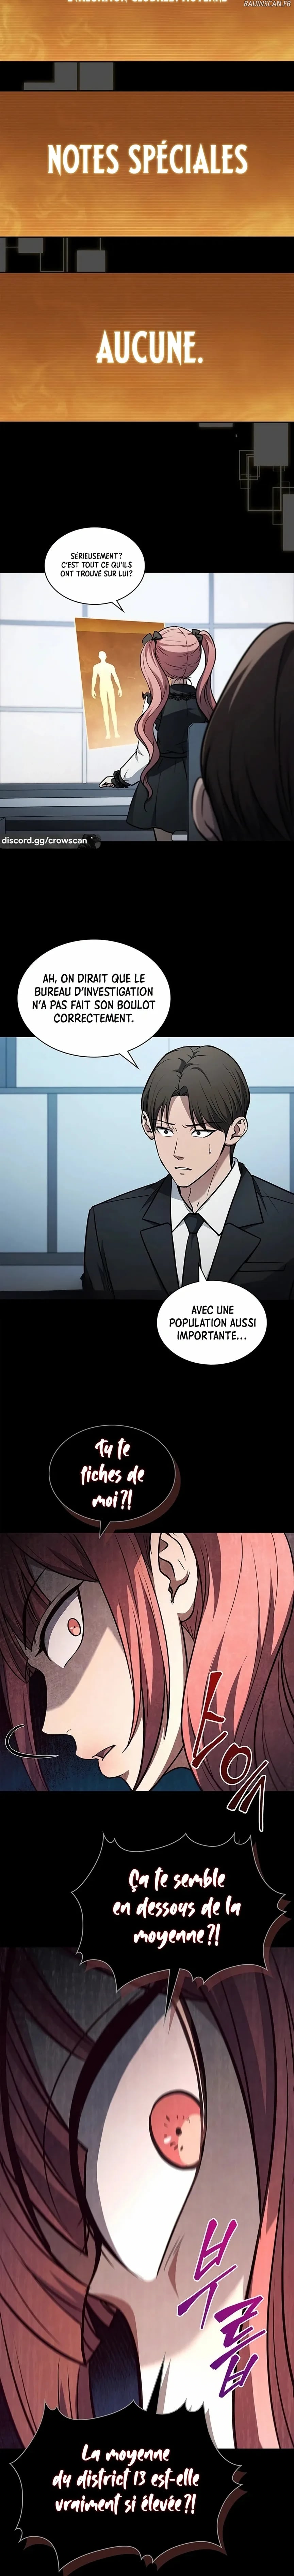 RAIJINSCAN.FR
NOTES SPÉCIALES
AUCUNE.
SÉRIEUSEMENT?
C'EST TOUT CE QU'ILS
ONT TROUVÉ SUR LUI?
discord.gg/crowscan
AH, ON DIRAIT QUE LE
BUREAU D'INVESTIGATION
N'A PAS FAIT SON BOULOT
CORRECTEMENT.
AVEC UNE
POPULATION AUSSI
IMPORTANTE...
Tu te
fiches de
moi?!
Ça te semble
en dessous de la
moyenne?!
부릅
La moyenne
du district 13 est-elle
vraiment si élevée?!